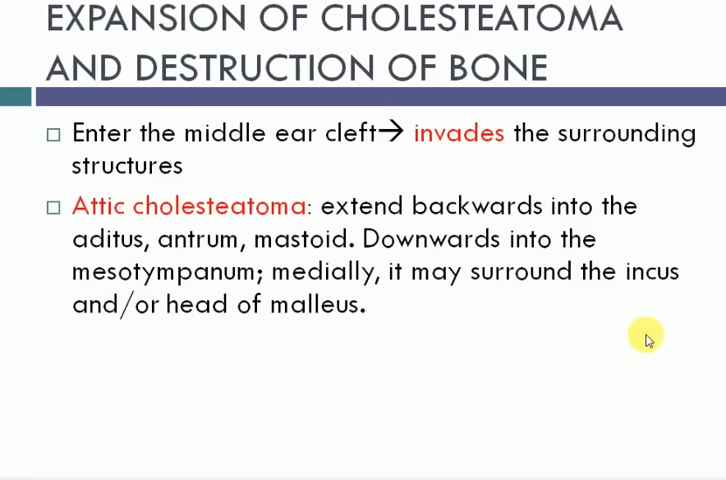 EXPANSION OF CHOLESTEATOMA
AND DESTRUCTION OF BONE
Enter the middle ear cleft→ invades the surrounding
structures
Attic cholesteatoma: extend backwards into the
aditus, antrum, mastoid. Downwards into the
mesotympanum; medially, it may surround the incus
and/or head of malleus.